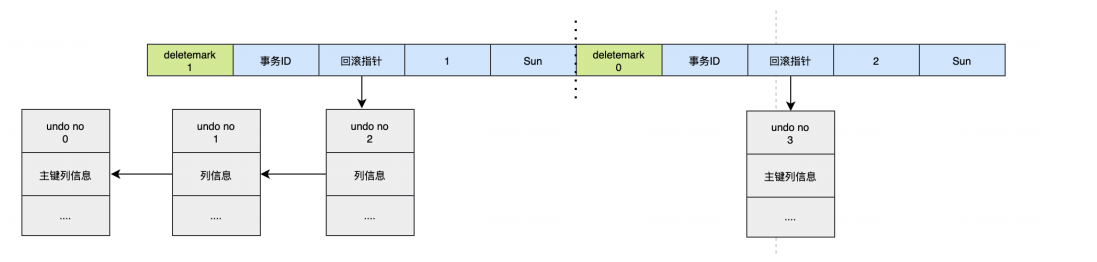 deletemark
1
事务ID
回滚指针
1
Sun
deletemark
0
事务ID
回滚指针
2
Sun
undo no
0
主键列信息
....
undo no
1
列信息
....
undo no
2
列信息
....
undo no
3
主键列信息
....